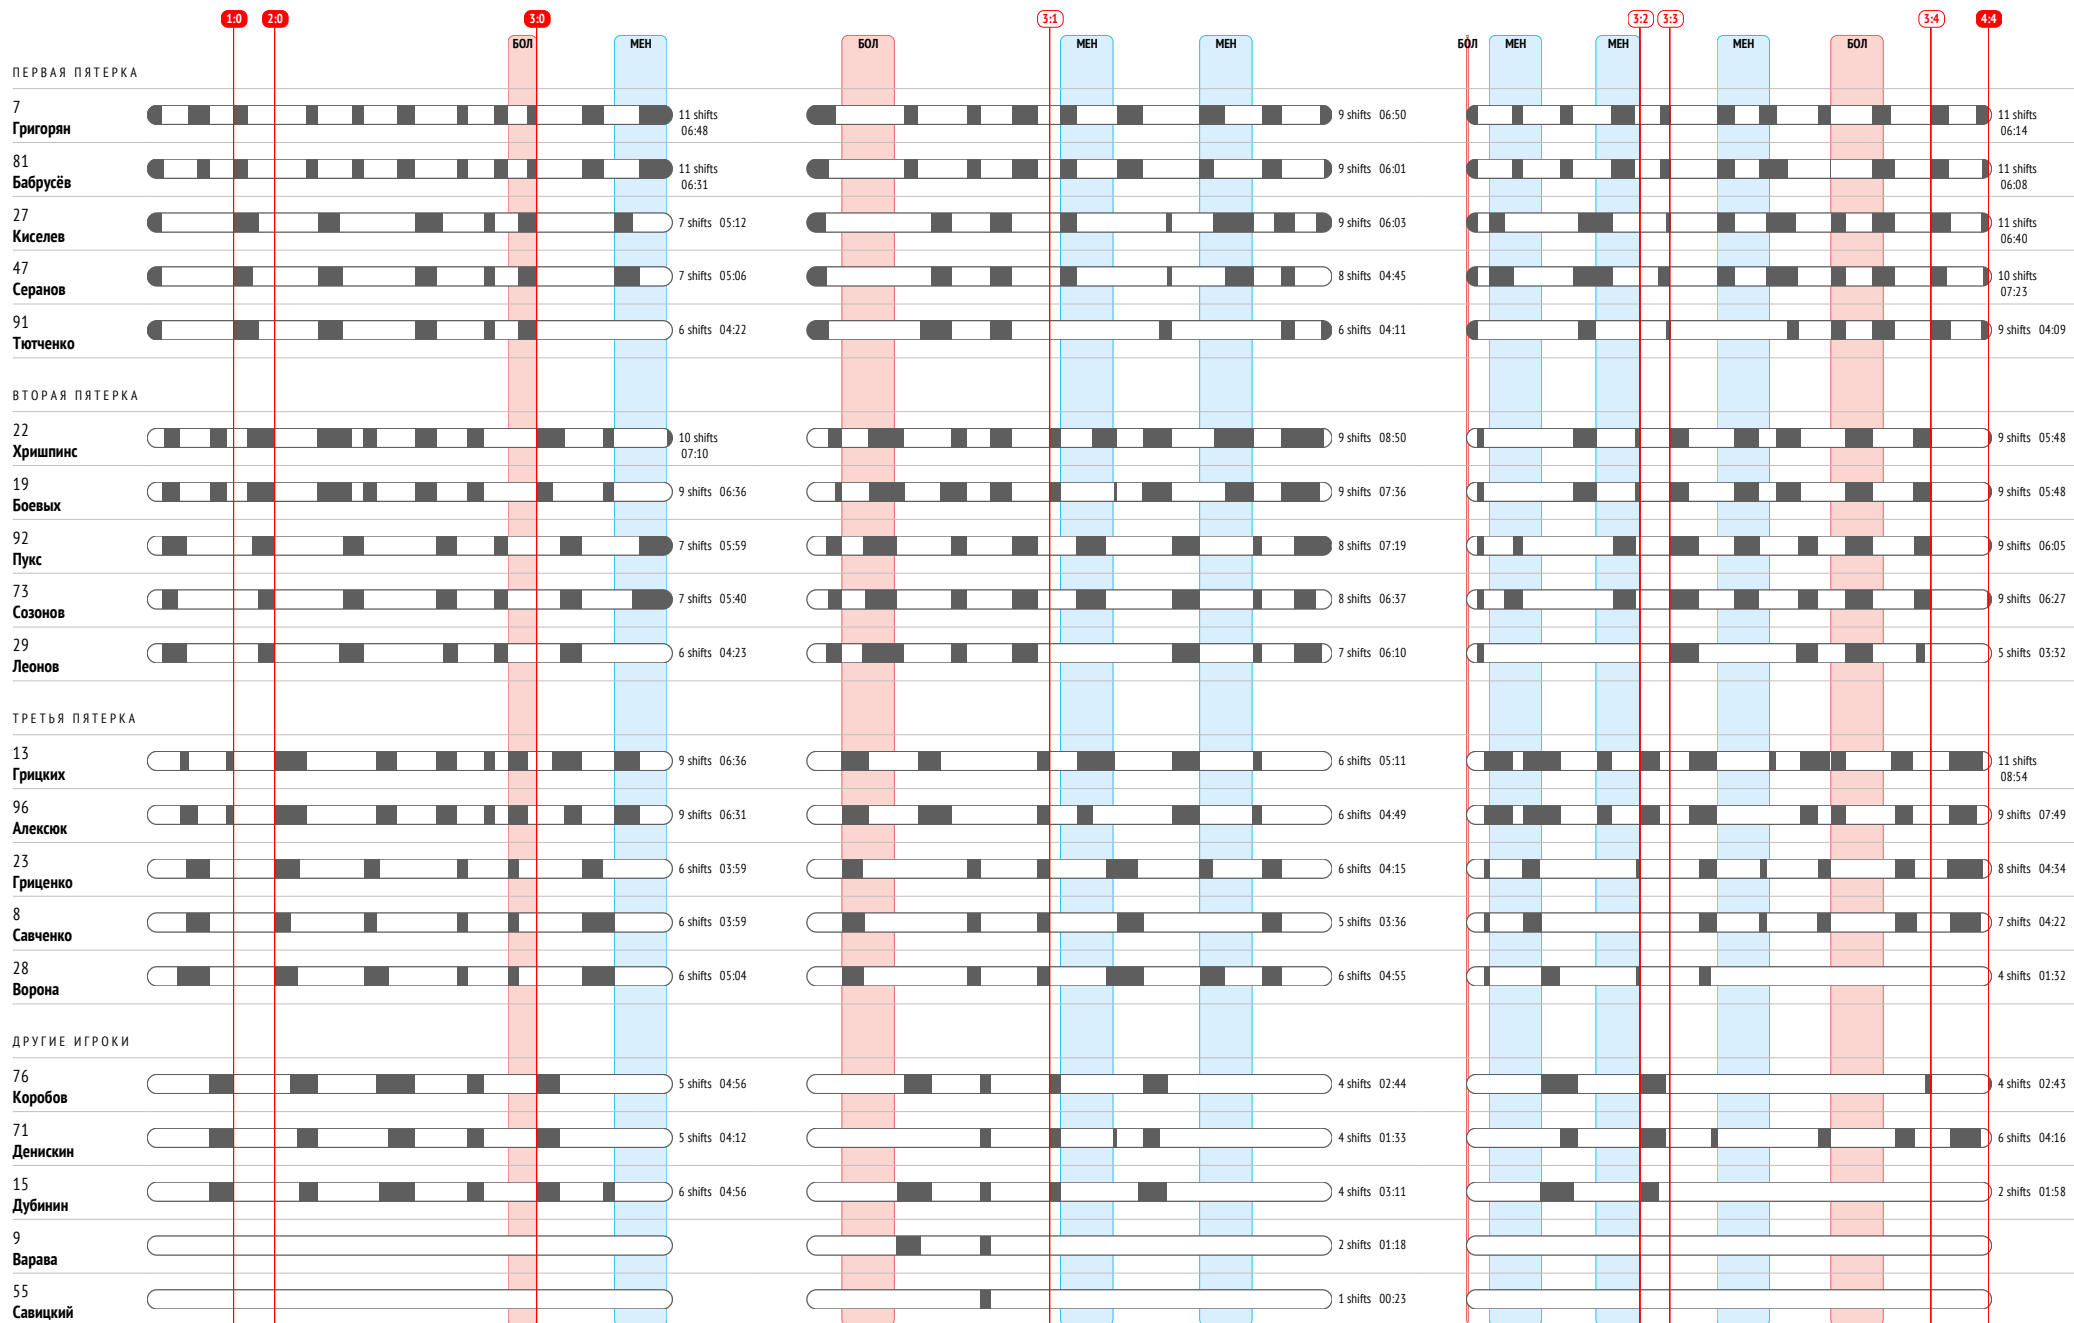 1:0 2:0 3:0 3:1 3:2 3:3 3:4 4:4
БОЛ МЕН БОЛ МЕН МЕН БОЛ МЕН МЕН МЕН БОЛ
ПЕРВАЯ ПЯТЕРКА
7
Григорян
11 shifts
06:48
9 shifts 06:50
11 shifts
06:14
81
Бабрусёв
11 shifts
06:31
9 shifts 06:01
11 shifts
06:08
27
Киселев
7 shifts 05:12
9 shifts 06:03
11 shifts
06:40
47
Серанов
7 shifts 05:06
8 shifts 04:45
10 shifts
07:23
91
Тютченко
6 shifts 04:22
6 shifts 04:11
9 shifts 04:09
ВТОРАЯ ПЯТЕРКА
22
Хришпинс
10 shifts
07:10
9 shifts 08:50
9 shifts 05:48
19
Боевых
9 shifts 06:36
9 shifts 07:36
9 shifts 05:48
92
Пукс
7 shifts 05:59
8 shifts 07:19
9 shifts 06:05
73
Созонов
7 shifts 05:40
8 shifts 06:37
9 shifts 06:27
29
Леонов
6 shifts 04:23
7 shifts 06:10
5 shifts 03:32
ТРЕТЬЯ ПЯТЕРКА
13
Грицких
9 shifts 06:36
6 shifts 05:11
11 shifts
08:54
96
Алексюк
9 shifts 06:31
6 shifts 04:49
9 shifts 07:49
23
Гриценко
6 shifts 03:59
6 shifts 04:15
8 shifts 04:34
8
Савченко
6 shifts 03:59
5 shifts 03:36
7 shifts 04:22
28
Ворона
6 shifts 05:04
6 shifts 04:55
4 shifts 01:32
ДРУГИЕ ИГРОКИ
76
Коробов
5 shifts 04:56
4 shifts 02:44
4 shifts 02:43
71
Денискин
5 shifts 04:12
4 shifts 01:33
6 shifts 04:16
15
Дубинин
6 shifts 04:56
4 shifts 03:11
2 shifts 01:58
9
Варава
2 shifts 01:18
55
Савицкий
1 shifts 00:23